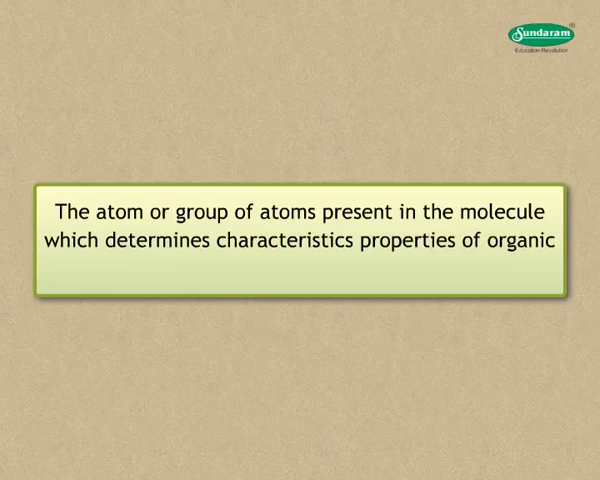 Sundaram®
Education Revolution
The atom or group of atoms present in the molecule
which determines characteristics properties of organic